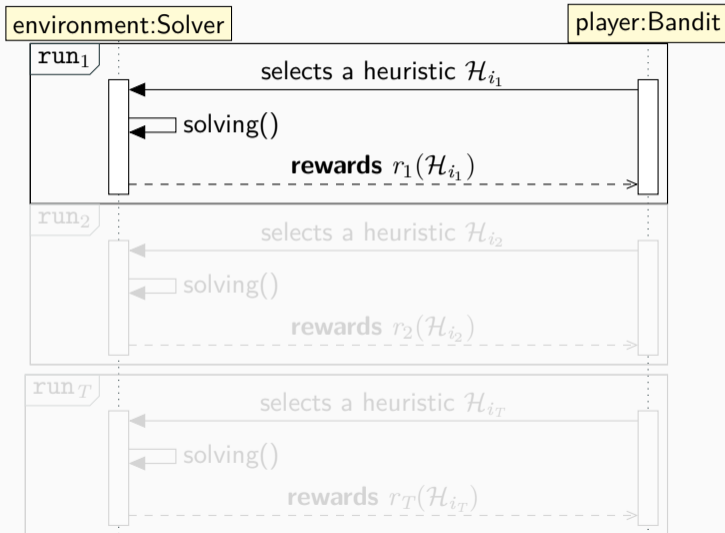 environment:Solver
player:Bandit
run₁
selects a heuristic ℋ_{i₁}
solving()
rewards r₁(ℋ_{i₁})
run₂
selects a heuristic ℋ_{i₂}
solving()
rewards r₂(ℋ_{i₂})
run_T
selects a heuristic ℋ_{i_T}
solving()
rewards r_T(ℋ_{i_T})